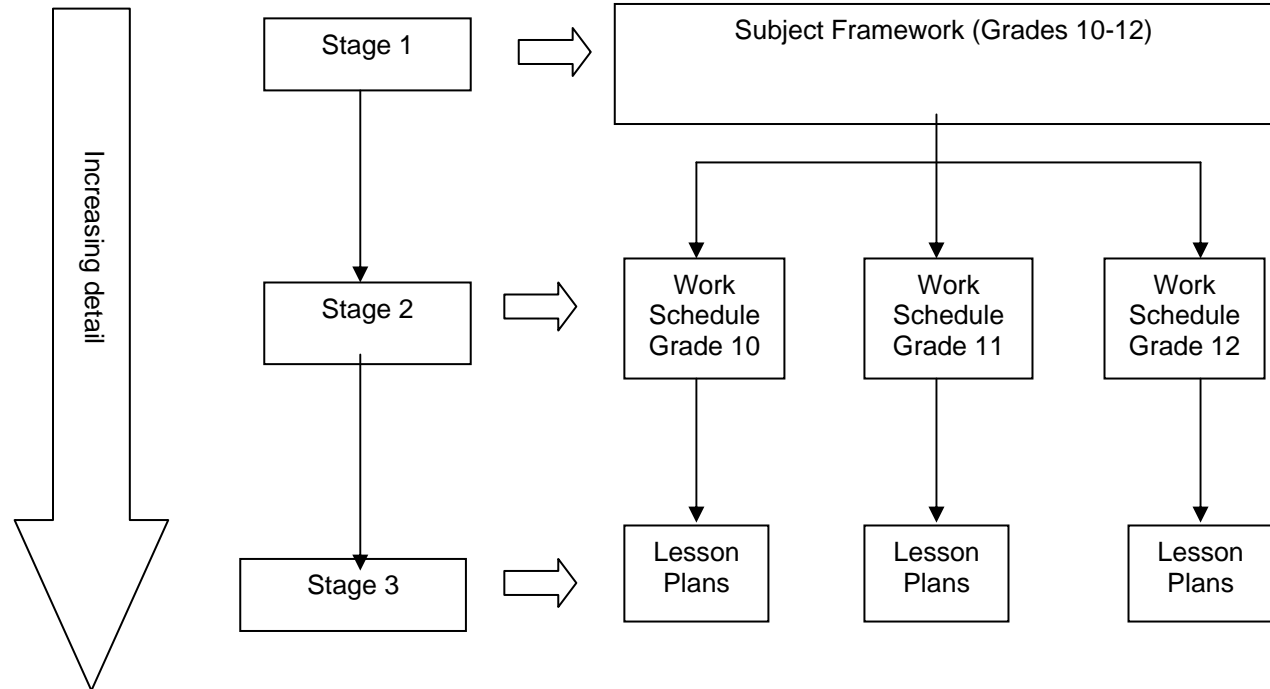 Stage 1
Subject Framework (Grades 10-12)
Increasing detail
Stage 2
Work
Schedule
Grade 10
Work
Schedule
Grade 11
Work
Schedule
Grade 12
Stage 3
Lesson
Plans
Lesson
Plans
Lesson
Plans